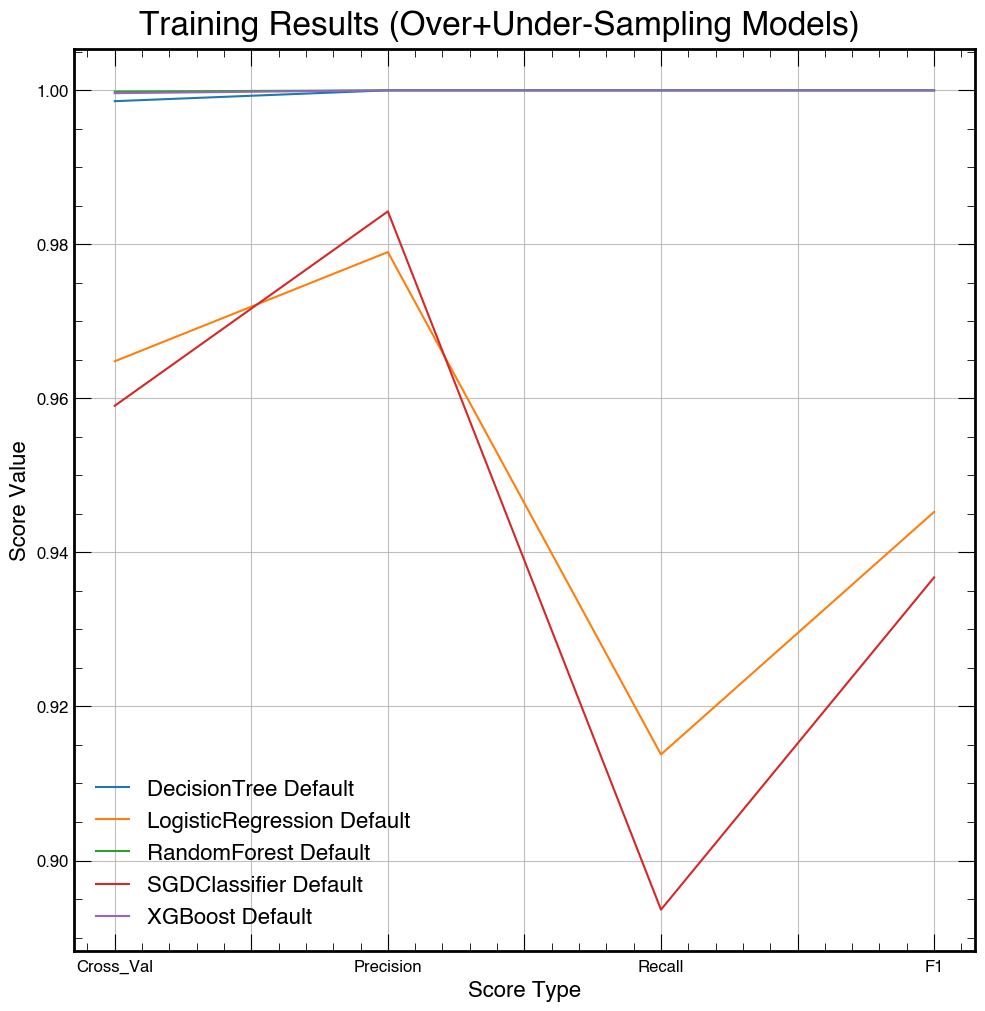 Training Results (Over+Under-Sampling Models)
1.00
0.98
0.96
0.94
0.92
0.90
Score Value
DecisionTree Default
LogisticRegression Default
RandomForest Default
SGDClassifier Default
XGBoost Default
Cross_Val Precision Recall F1
Score Type